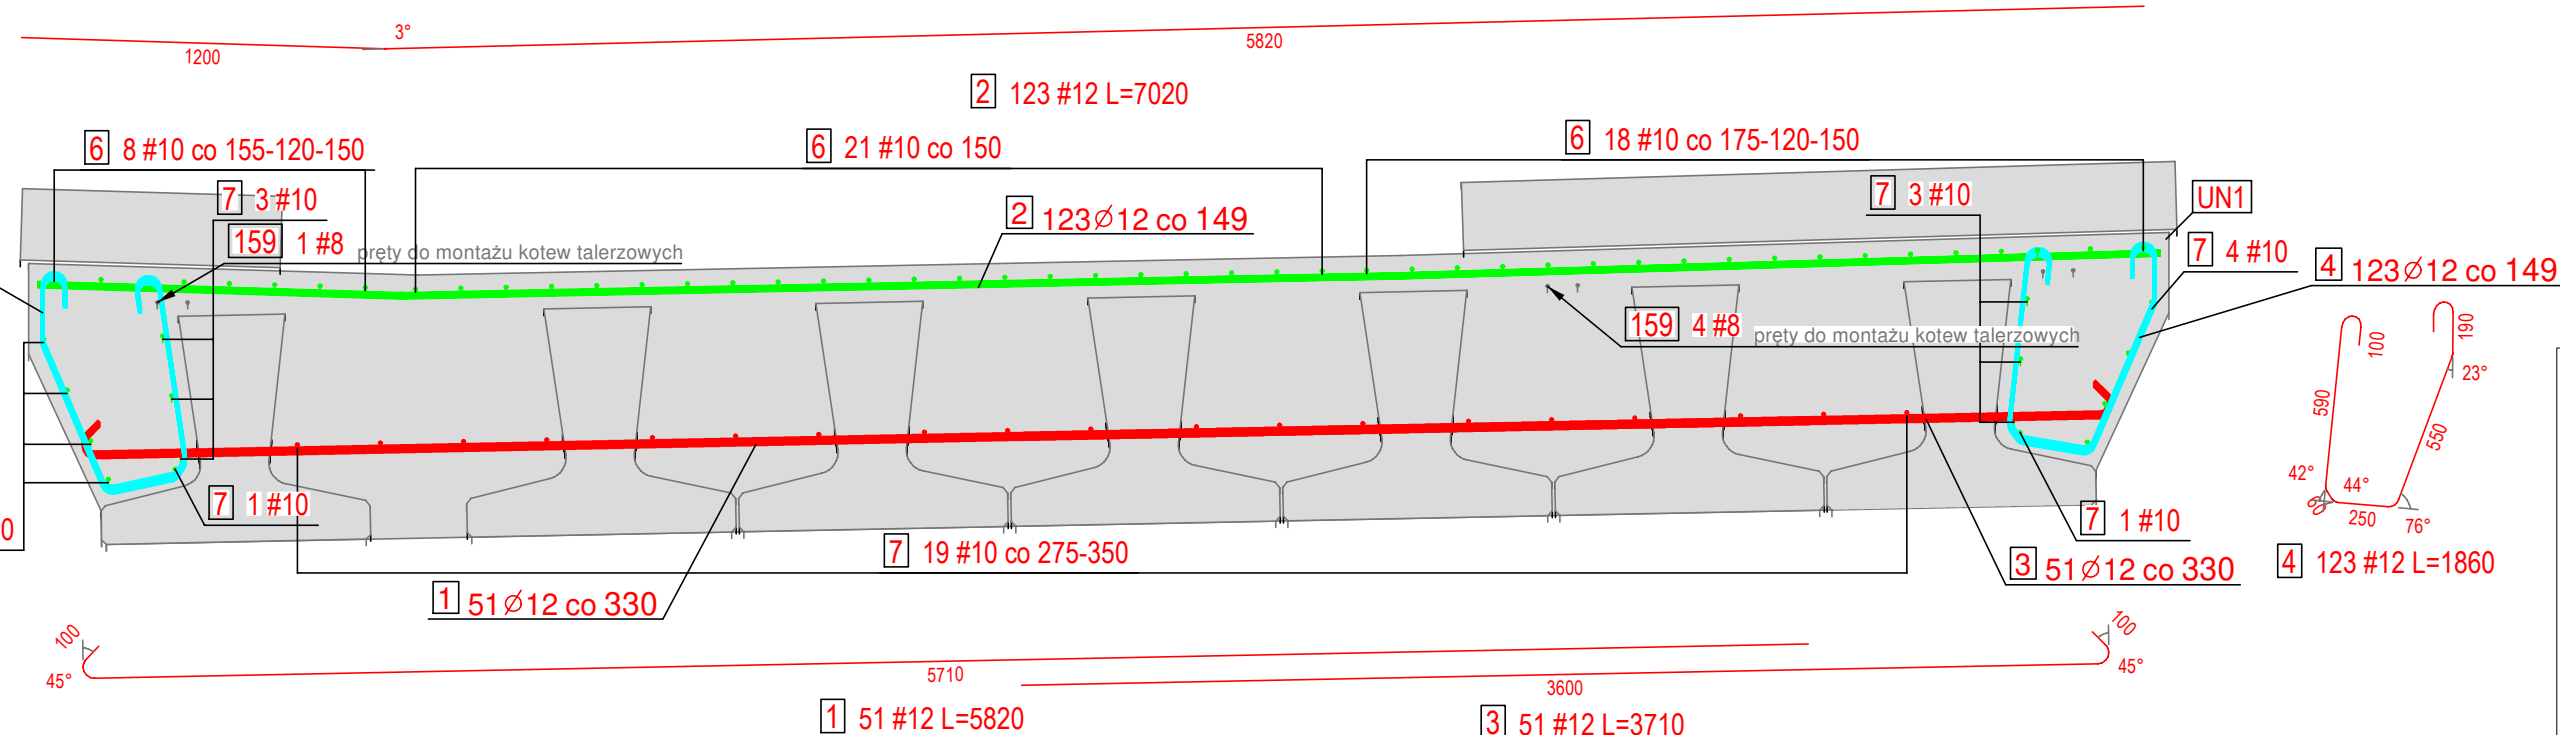 3°
1200
5820
2 123 #12 L=7020
6 8 #10 co 155-120-150
6 21 #10 co 150
6 18 #10 co 175-120-150
7 3 #10
7 3 #10
UN1
2 123⌀12 co 149
159 1 #8 pręty do montażu kotew talerzowych
7 4 #10
4 123⌀12 co 149
159 4 #8 pręty do montażu kotew talerzowych
100
190
23°
590
550
42°
44°
60
250
76°
4 123 #12 L=1860
7 1 #10
7 1 #10
0
7 19 #10 co 275-350
3 51⌀12 co 330
1 51⌀12 co 330
100
45°
5710
100
45°
3600
1 51 #12 L=5820
3 51 #12 L=3710